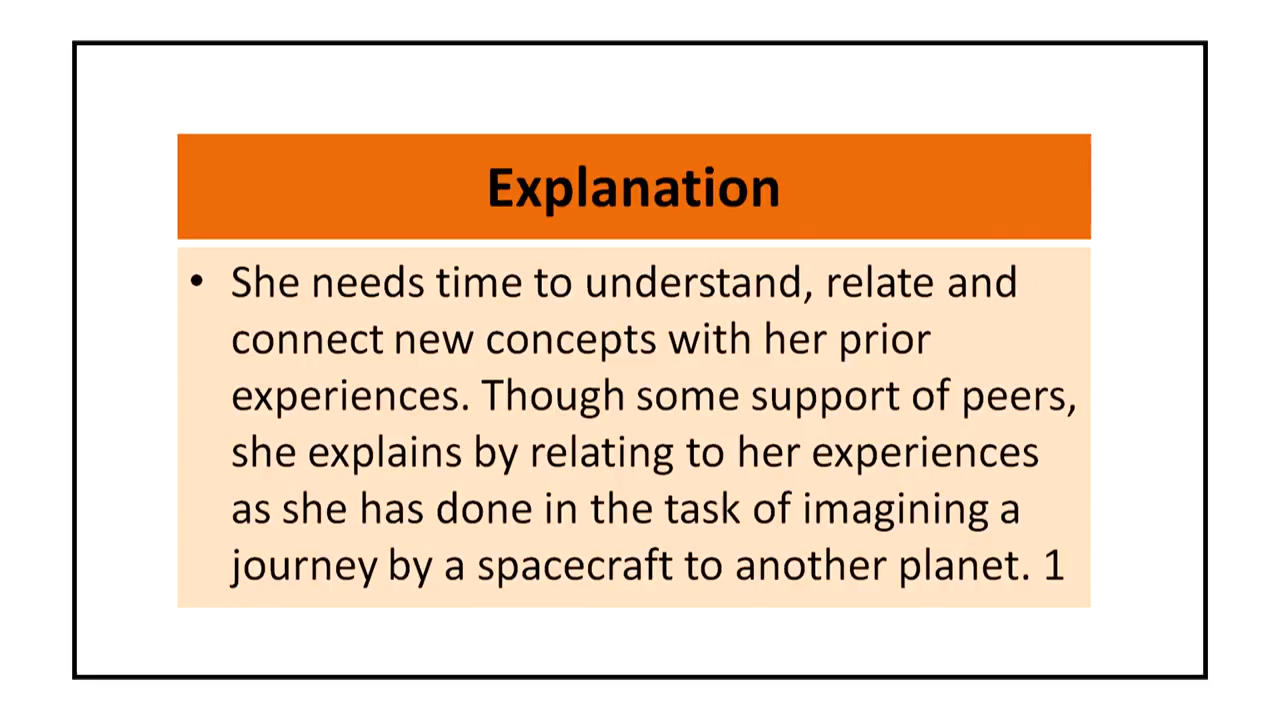 Explanation
• She needs time to understand, relate and
connect new concepts with her prior
experiences. Though some support of peers,
she explains by relating to her experiences
as she has done in the task of imagining a
journey by a spacecraft to another planet. 1